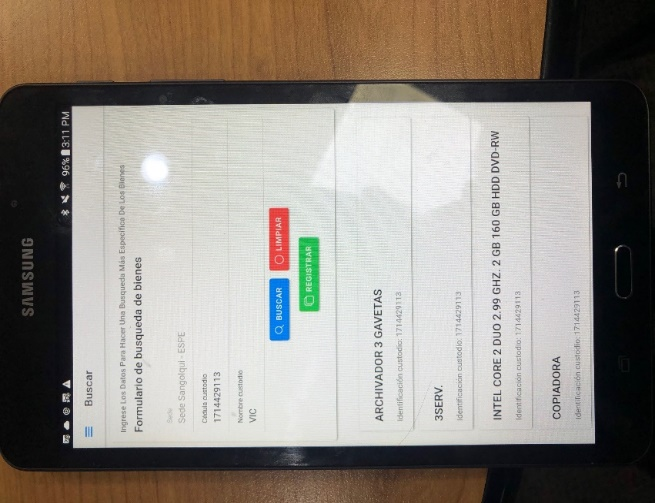 SAMSUNG
96% 3:11 PM
Buscar
Ingrese Los Datos Para Hacer Una Busqueda Más Específica De Los Bienes
Formulario de busqueda de bienes
Sede
Sede Sangolqui - ESPE
Cédula custodio
1714429113
Nombre custodio
VIC
BUSCAR
LIMPIAR
REGISTRAR
ARCHIVADOR 3 GAVETAS
Identificación custodio: 1714429113
3SERV.
Identificación custodio: 1714429113
INTEL CORE 2 DUO 2.99 GHZ. 2 GB 160 GB HDD DVD-RW
Identificación custodio: 1714429113
COPIADORA
Identificación custodio: 1714429113